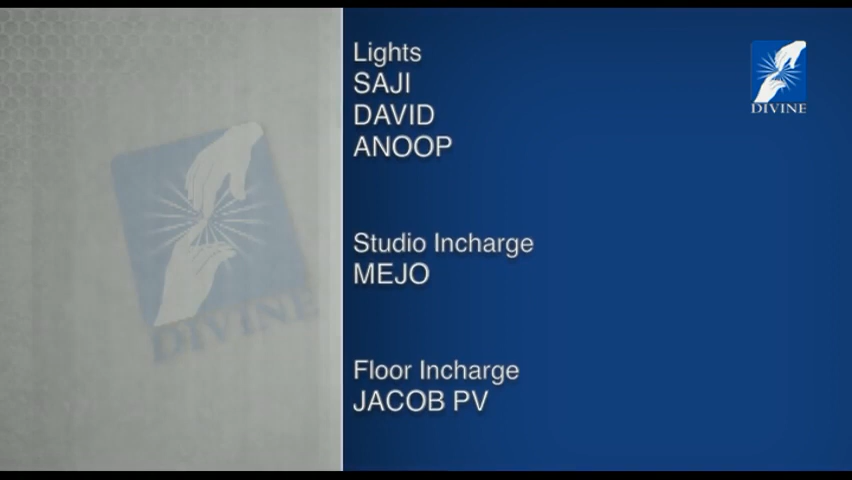 Lights
SAJI
DAVID
ANOOP
Studio Incharge
MEJO
Floor Incharge
JACOB PV
DIVINE
DIVINE